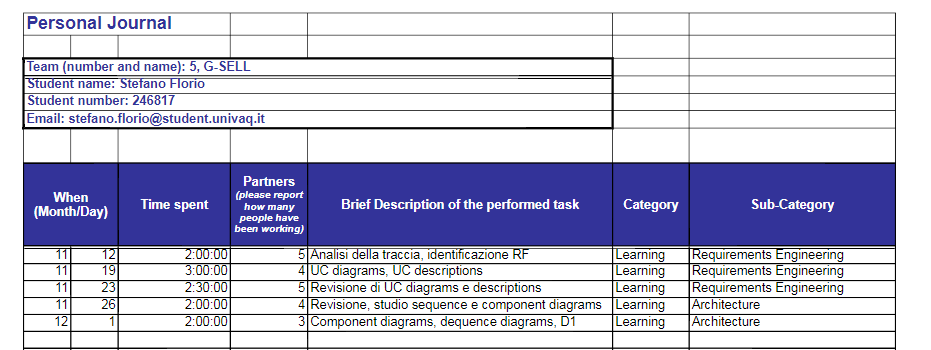 Personal Journal
Team (number and name): 5, G-SELL
Student name: Stefano Florio
Student number: 246817
Email: stefano.florio@student.univaq.it
When (Month/Day) Time spent Partners (please report how many people have been working) Brief Description of the performed task Category Sub-Category
11 12 2:00:00 5 Analisi della traccia, identificazione RF Learning Requirements Engineering
11 19 3:00:00 4 UC diagrams, UC descriptions Learning Requirements Engineering
11 23 2:30:00 5 Revisione di UC diagrams e descriptions Learning Requirements Engineering
11 26 2:00:00 4 Revisione, studio sequence e component diagrams Learning Architecture
12 1 2:00:00 3 Component diagrams, dequence diagrams, D1 Learning Architecture